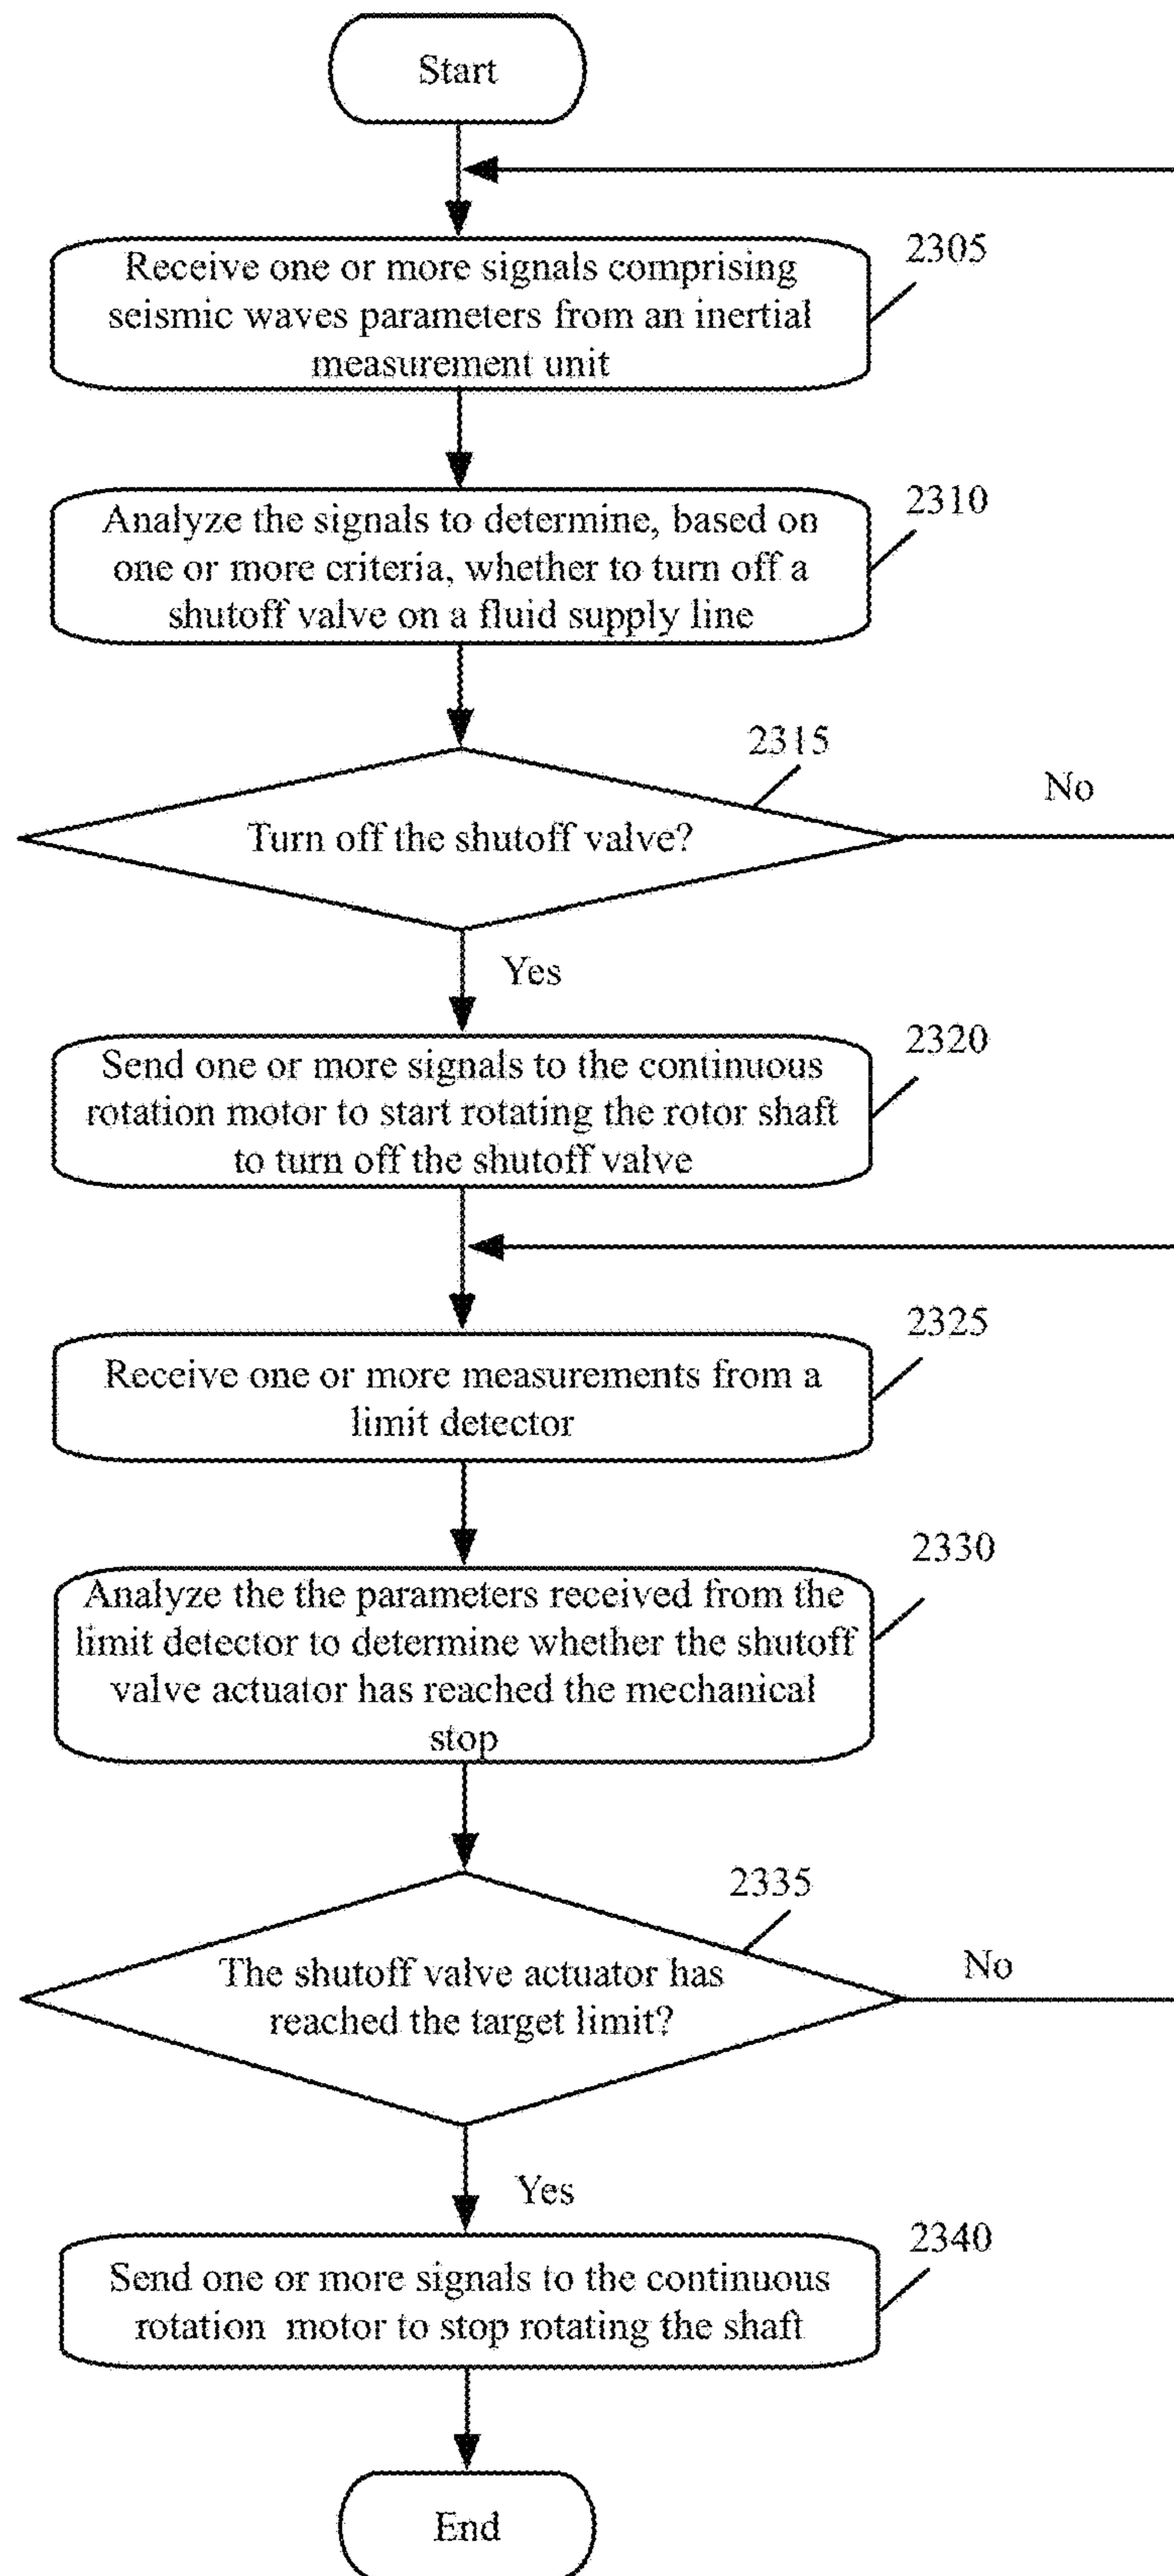 Start
Receive one or more signals comprising
seismic waves parameters from an inertial
measurement unit
2305
Analyze the signals to determine, based on
one or more criteria, whether to turn off a
shutoff valve on a fluid supply line
2310
2315
Turn off the shutoff valve?
No
Yes
Send one or more signals to the continuous
rotation motor to start rotating the rotor shaft
to turn off the shutoff valve
2320
Receive one or more measurements from a
limit detector
2325
Analyze the the parameters received from the
limit detector to determine whether the shutoff
valve actuator has reached the mechanical
stop
2330
2335
The shutoff valve actuator has
reached the target limit?
No
Yes
Send one or more signals to the continuous
rotation motor to stop rotating the shaft
2340
End